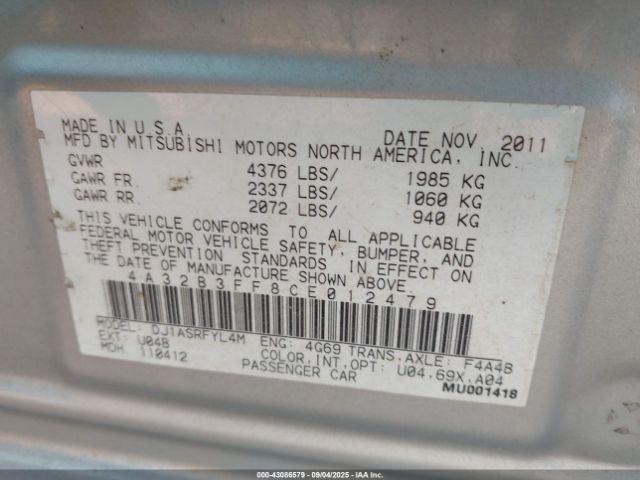 MADE IN U.S.A
DATE NOV. 2011
MFD BY MITSUBISHI MOTORS NORTH AMERICA, INC.
GVWR 4376 LBS/ 1985 KG
GAWR FR. 2337 LBS/ 1060 KG
GAWR RR. 2072 LBS/ 940 KG
THIS VEHICLE CONFORMS TO ALL APPLICABLE
FEDERAL MOTOR VEHICLE SAFETY, BUMPER, AND
THEFT PREVENTION STANDARDS IN EFFECT ON
THE DATE OF MANUFACTURE SHOWN ABOVE.
4A32B3FF8CE012479
MODEL: DJ1ASRFYL4M ENG: 4G69 TRANS.AXLE: F4A4B
EXT: U04B COLOR,INT,OPT: U04.69X.A04
MDH 110412 PASSENGER CAR
MU001418
000-43086579 - 09/04/2025 - IAA Inc.